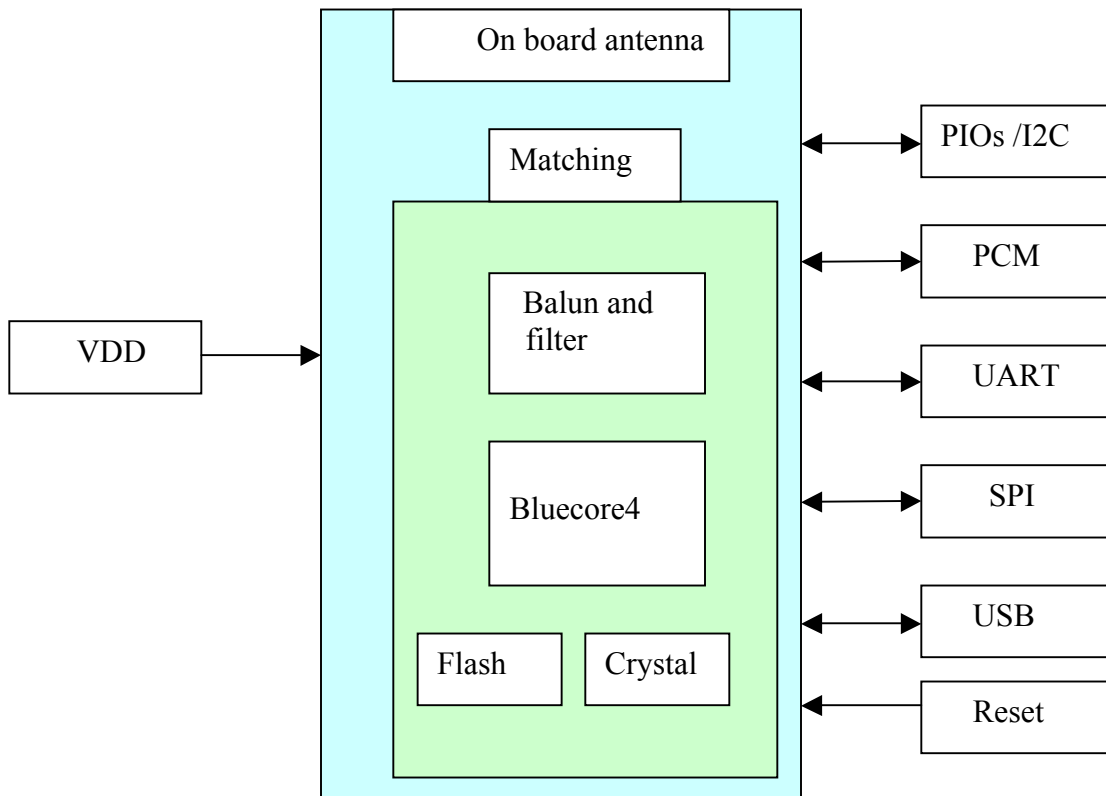 On board antenna
Matching
Balun and
filter
Bluecore4
Flash
Crystal
VDD
PIOs /I2C
PCM
UART
SPI
USB
Reset